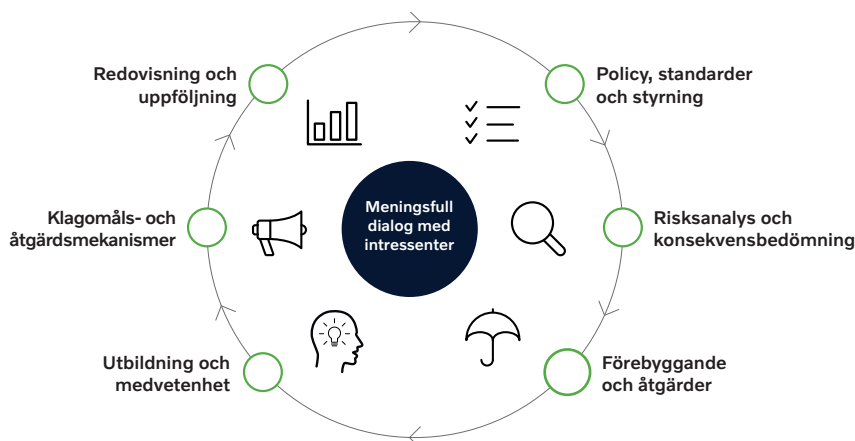 Redovisning och
uppföljning
Policy, standarder
och styrning
Klagomåls- och
åtgärdsmekanismer
Meningsfull
dialog med
intressenter
Risksanalys och
konsekvensbedömning
Utbildning och
medvetenhet
Förebyggande
och åtgärder